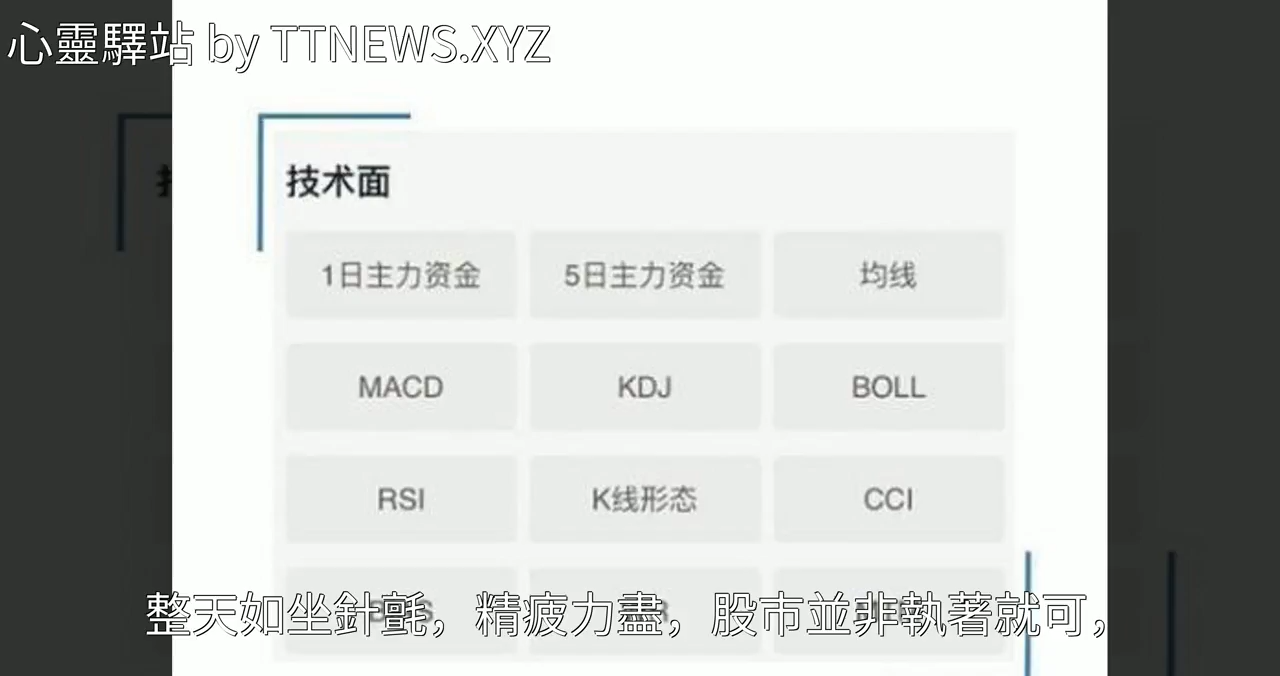 心靈驛站 by TTNEWS.XYZ
技术面
1日主力资金 5日主力资金 均线
MACD KDJ BOLL
RSI K线形态 CCI
整天如坐針氈，精疲力盡，股市並非執著就可，